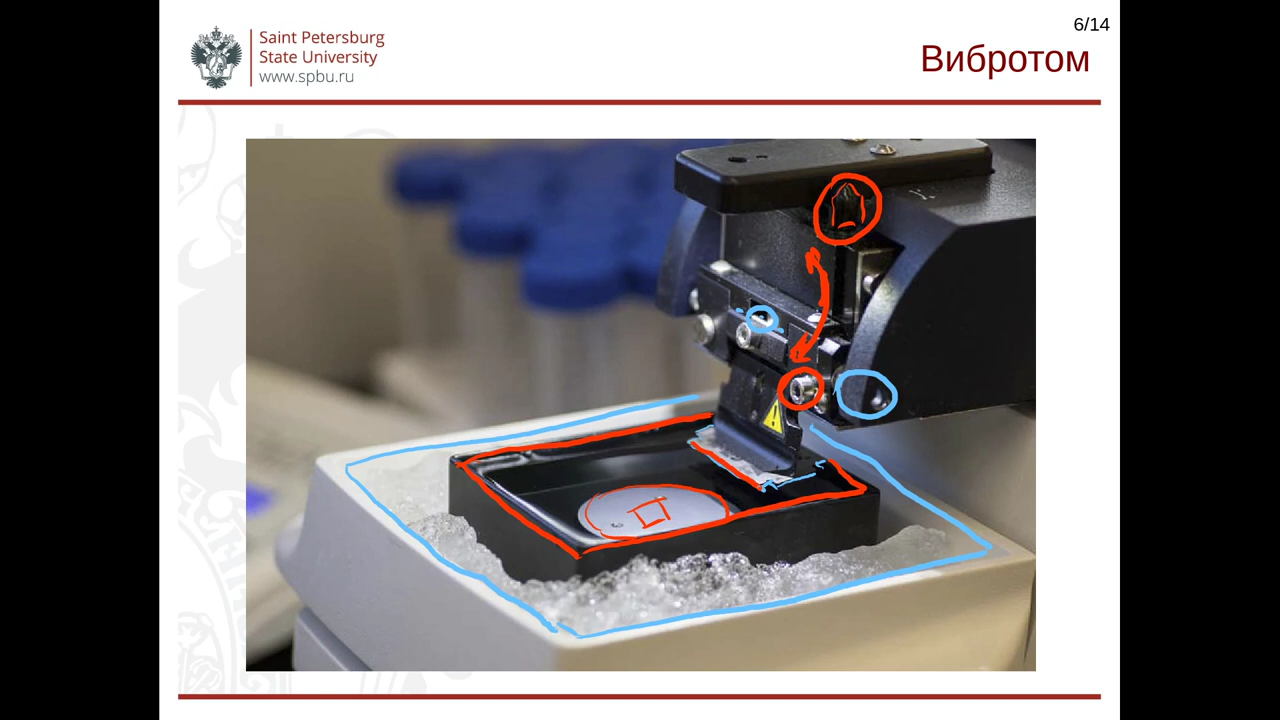 6/14
Saint Petersburg
State University
www.spbu.ru
Вибротом